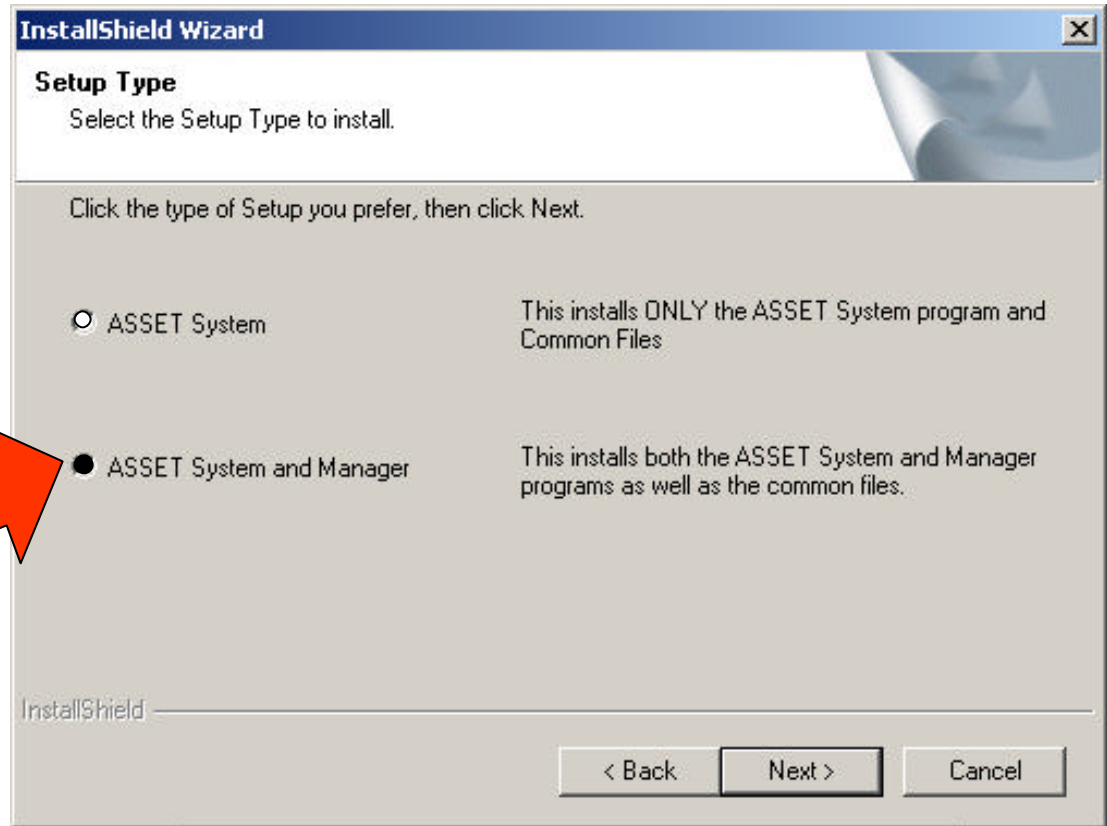 InstallShield Wizard
Setup Type
Select the Setup Type to install.
Click the type of Setup you prefer, then click Next.
ASSET System
This installs ONLY the ASSET System program and
Common Files
ASSET System and Manager
This installs both the ASSET System and Manager
programs as well as the common files.
InstallShield
< Back
Next >
Cancel